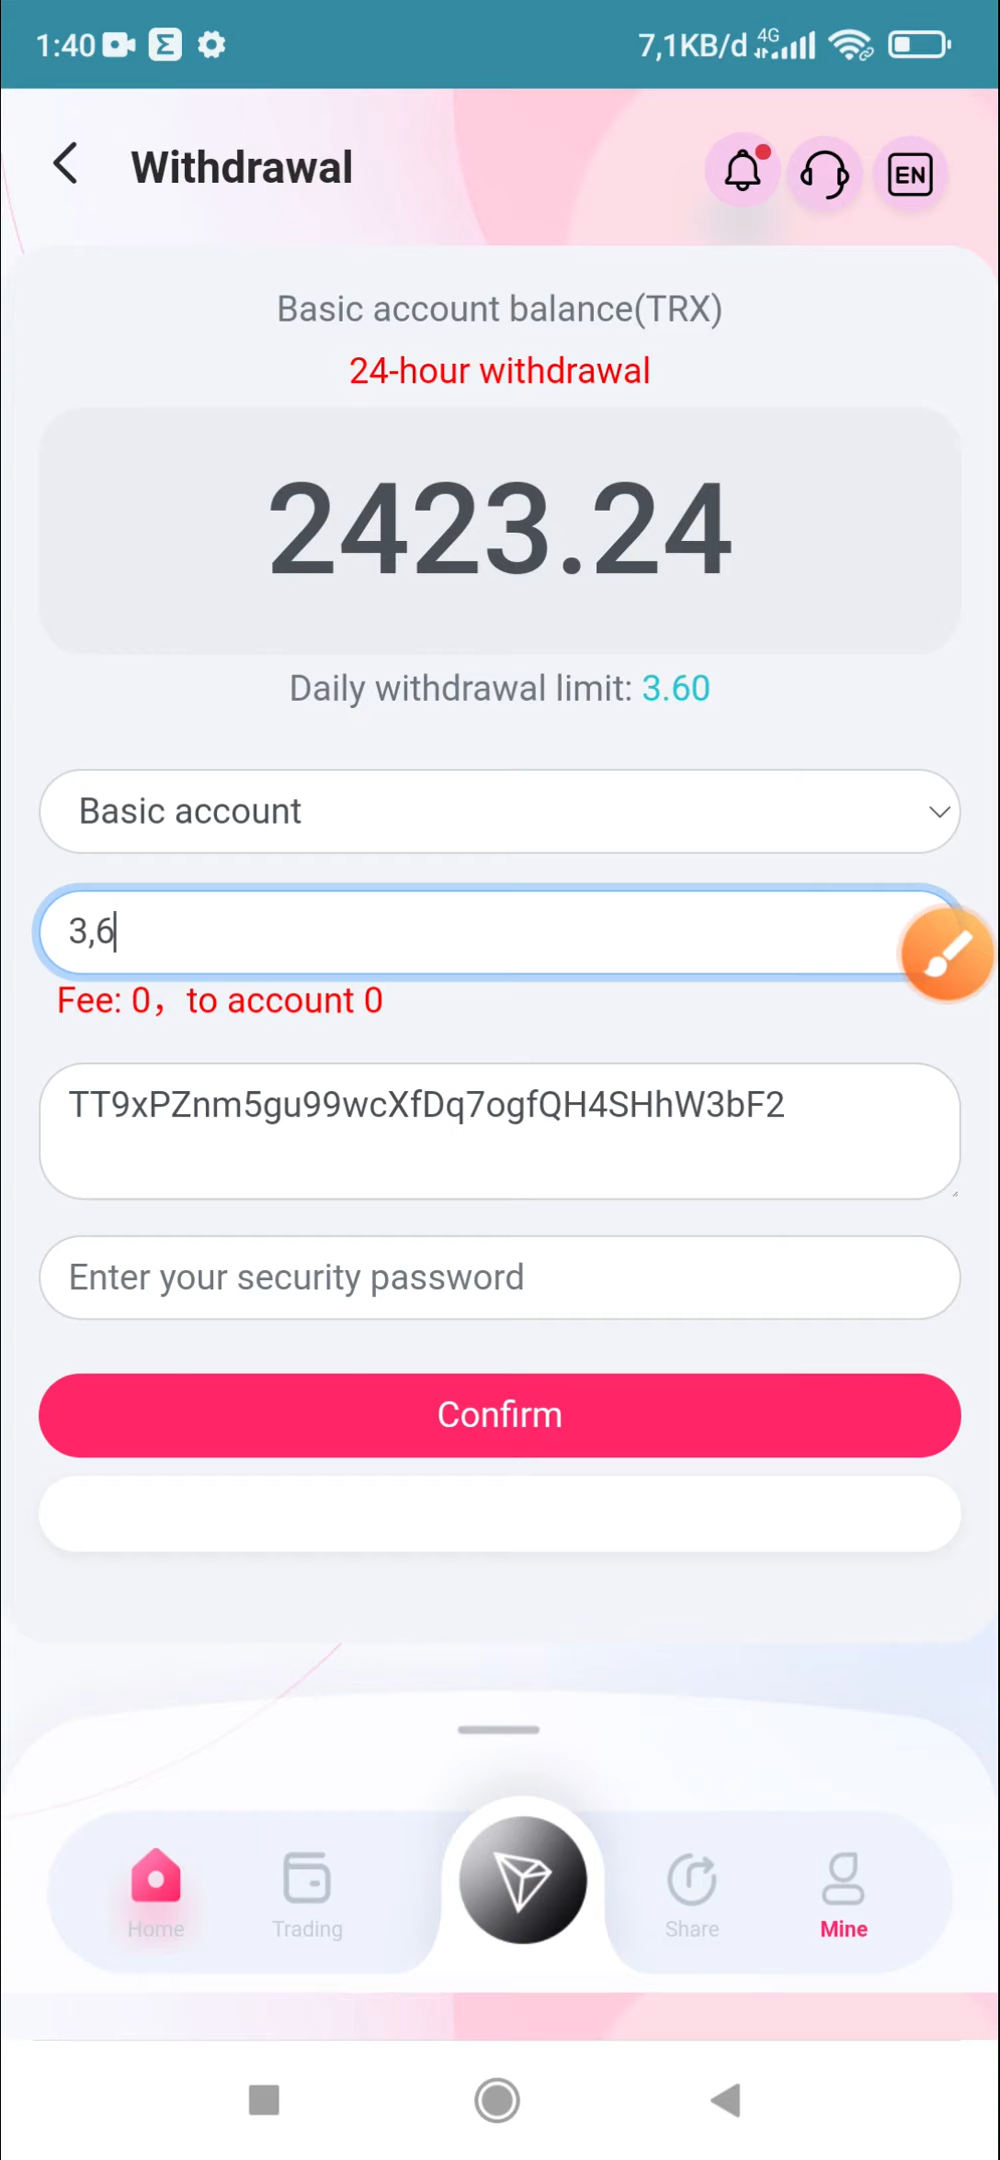 1:40 7,1KB/d 4G
Withdrawal
EN
Basic account balance(TRX)
24-hour withdrawal
2423.24
Daily withdrawal limit: 3.60
Basic account
3,6
Fee: 0，to account 0
TT9xPZnm5gu99wcXfDq7ogfQH4SHhW3bF2
Enter your security password
Confirm
Home Trading Share Mine